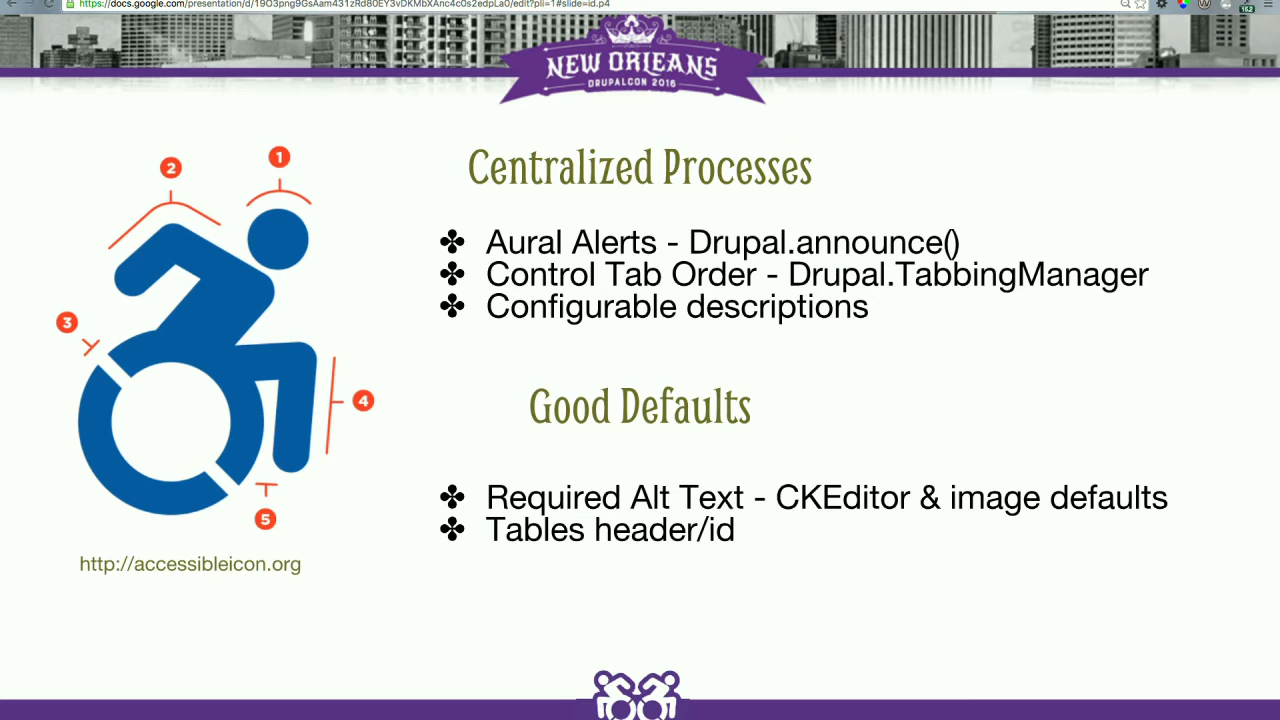 https://docs.google.com/presentation/d/19O3png9GsAam431zRd80EY3vDKMbXAnc4c0s2edpLa0/edit?pli=1#slide=id.p4
NEW ORLEANS
DRUPALCON 2016
Centralized Processes
✤ Aural Alerts - Drupal.announce()
✤ Control Tab Order - Drupal.TabbingManager
✤ Configurable descriptions
Good Defaults
✤ Required Alt Text - CKEditor & image defaults
✤ Tables header/id
1
2
3
4
5
http://accessibleicon.org